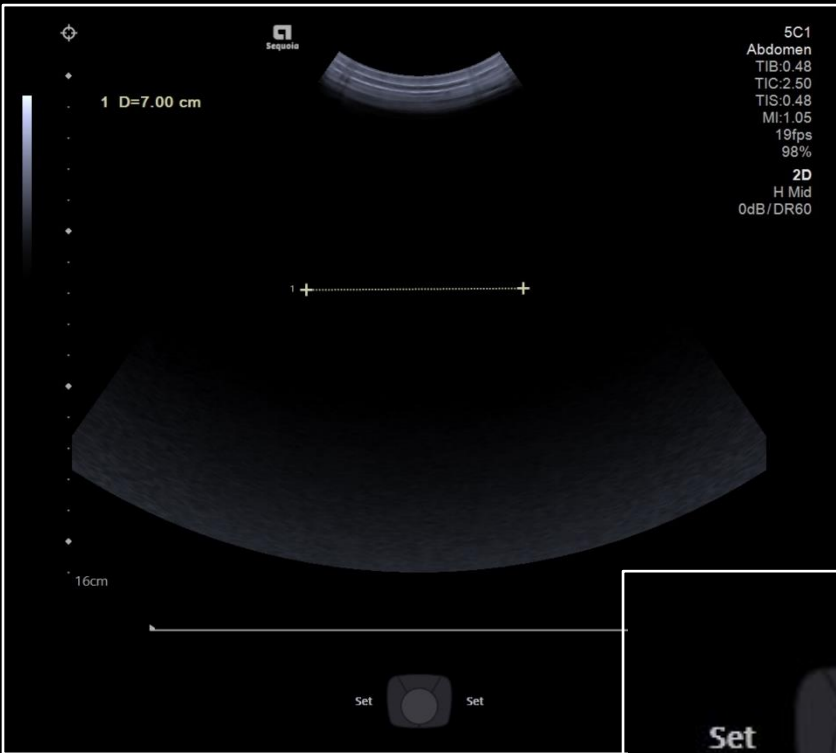 Sequoia
1 D=7.00 cm
5C1
Abdomen
TIB:0.48
TIC:2.50
TIS:0.48
MI:1.05
19fps
98%
2D
H Mid
0dB/DR60
1
16cm
Set Set
Set